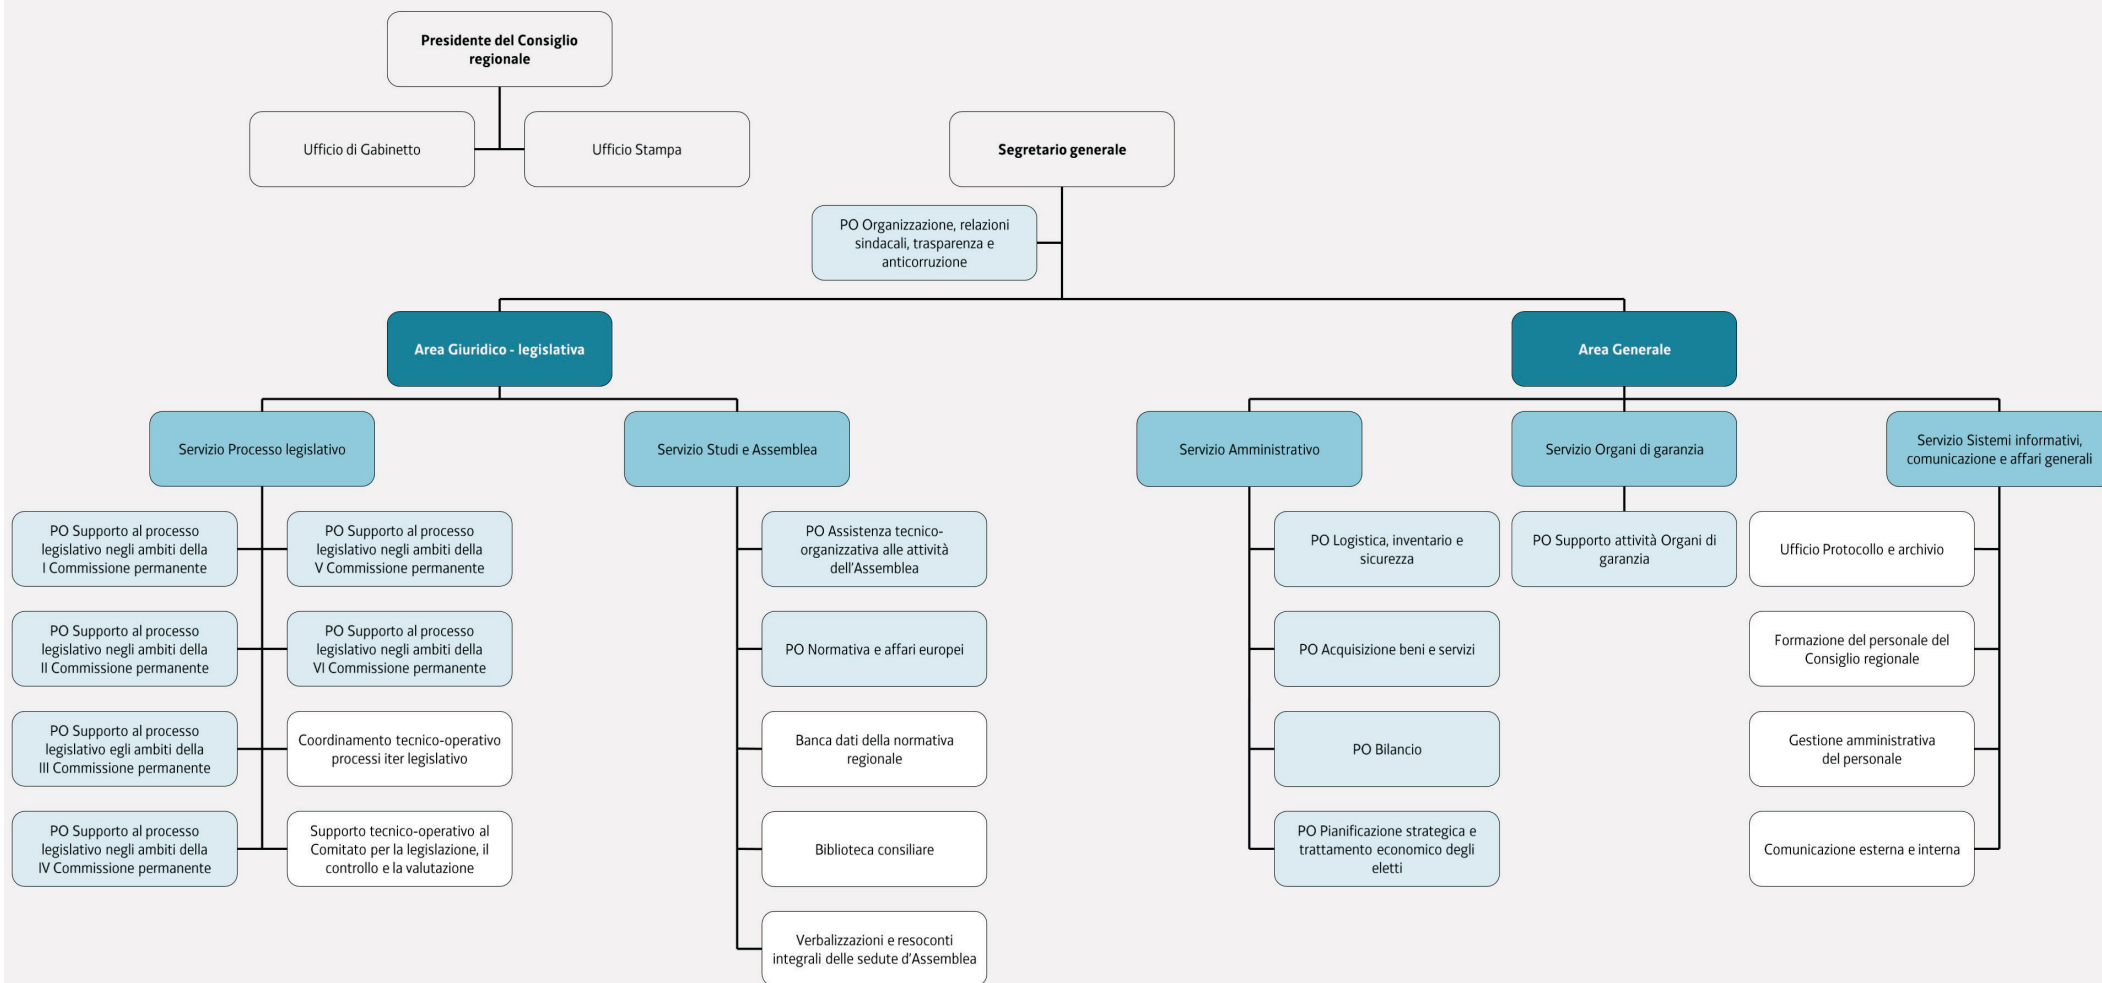 Presidente del Consiglio
regionale
Ufficio di Gabinetto
Ufficio Stampa
Segretario generale
PO Organizzazione, relazioni
sindacali, trasparenza e
anticorruzione
Area Giuridico - legislativa
Area Generale
Servizio Processo legislativo
Servizio Studi e Assemblea
Servizio Amministrativo
Servizio Organi di garanzia
Servizio Sistemi informativi,
comunicazione e affari generali
PO Supporto al processo
legislativo negli ambiti della
I Commissione permanente
PO Supporto al processo
legislativo negli ambiti della
V Commissione permanente
PO Supporto al processo
legislativo negli ambiti della
II Commissione permanente
PO Supporto al processo
legislativo negli ambiti della
VI Commissione permanente
PO Supporto al processo
legislativo egli ambiti della
III Commissione permanente
Coordinamento tecnico-operativo
processi iter legislativo
PO Supporto al processo
legislativo negli ambiti della
IV Commissione permanente
Supporto tecnico-operativo al
Comitato per la legislazione, il
controllo e la valutazione
PO Assistenza tecnico-
organizzativa alle attività
dell'Assemblea
PO Normativa e affari europei
Banca dati della normativa
regionale
Biblioteca consiliare
Verbalizzazioni e resoconti
integrali delle sedute d'Assemblea
PO Logistica, inventario e
sicurezza
PO Acquisizione beni e servizi
PO Bilancio
PO Pianificazione strategica e
trattamento economico degli
eletti
PO Supporto attività Organi di
garanzia
Ufficio Protocollo e archivio
Formazione del personale del
Consiglio regionale
Gestione amministrativa
del personale
Comunicazione esterna e interna